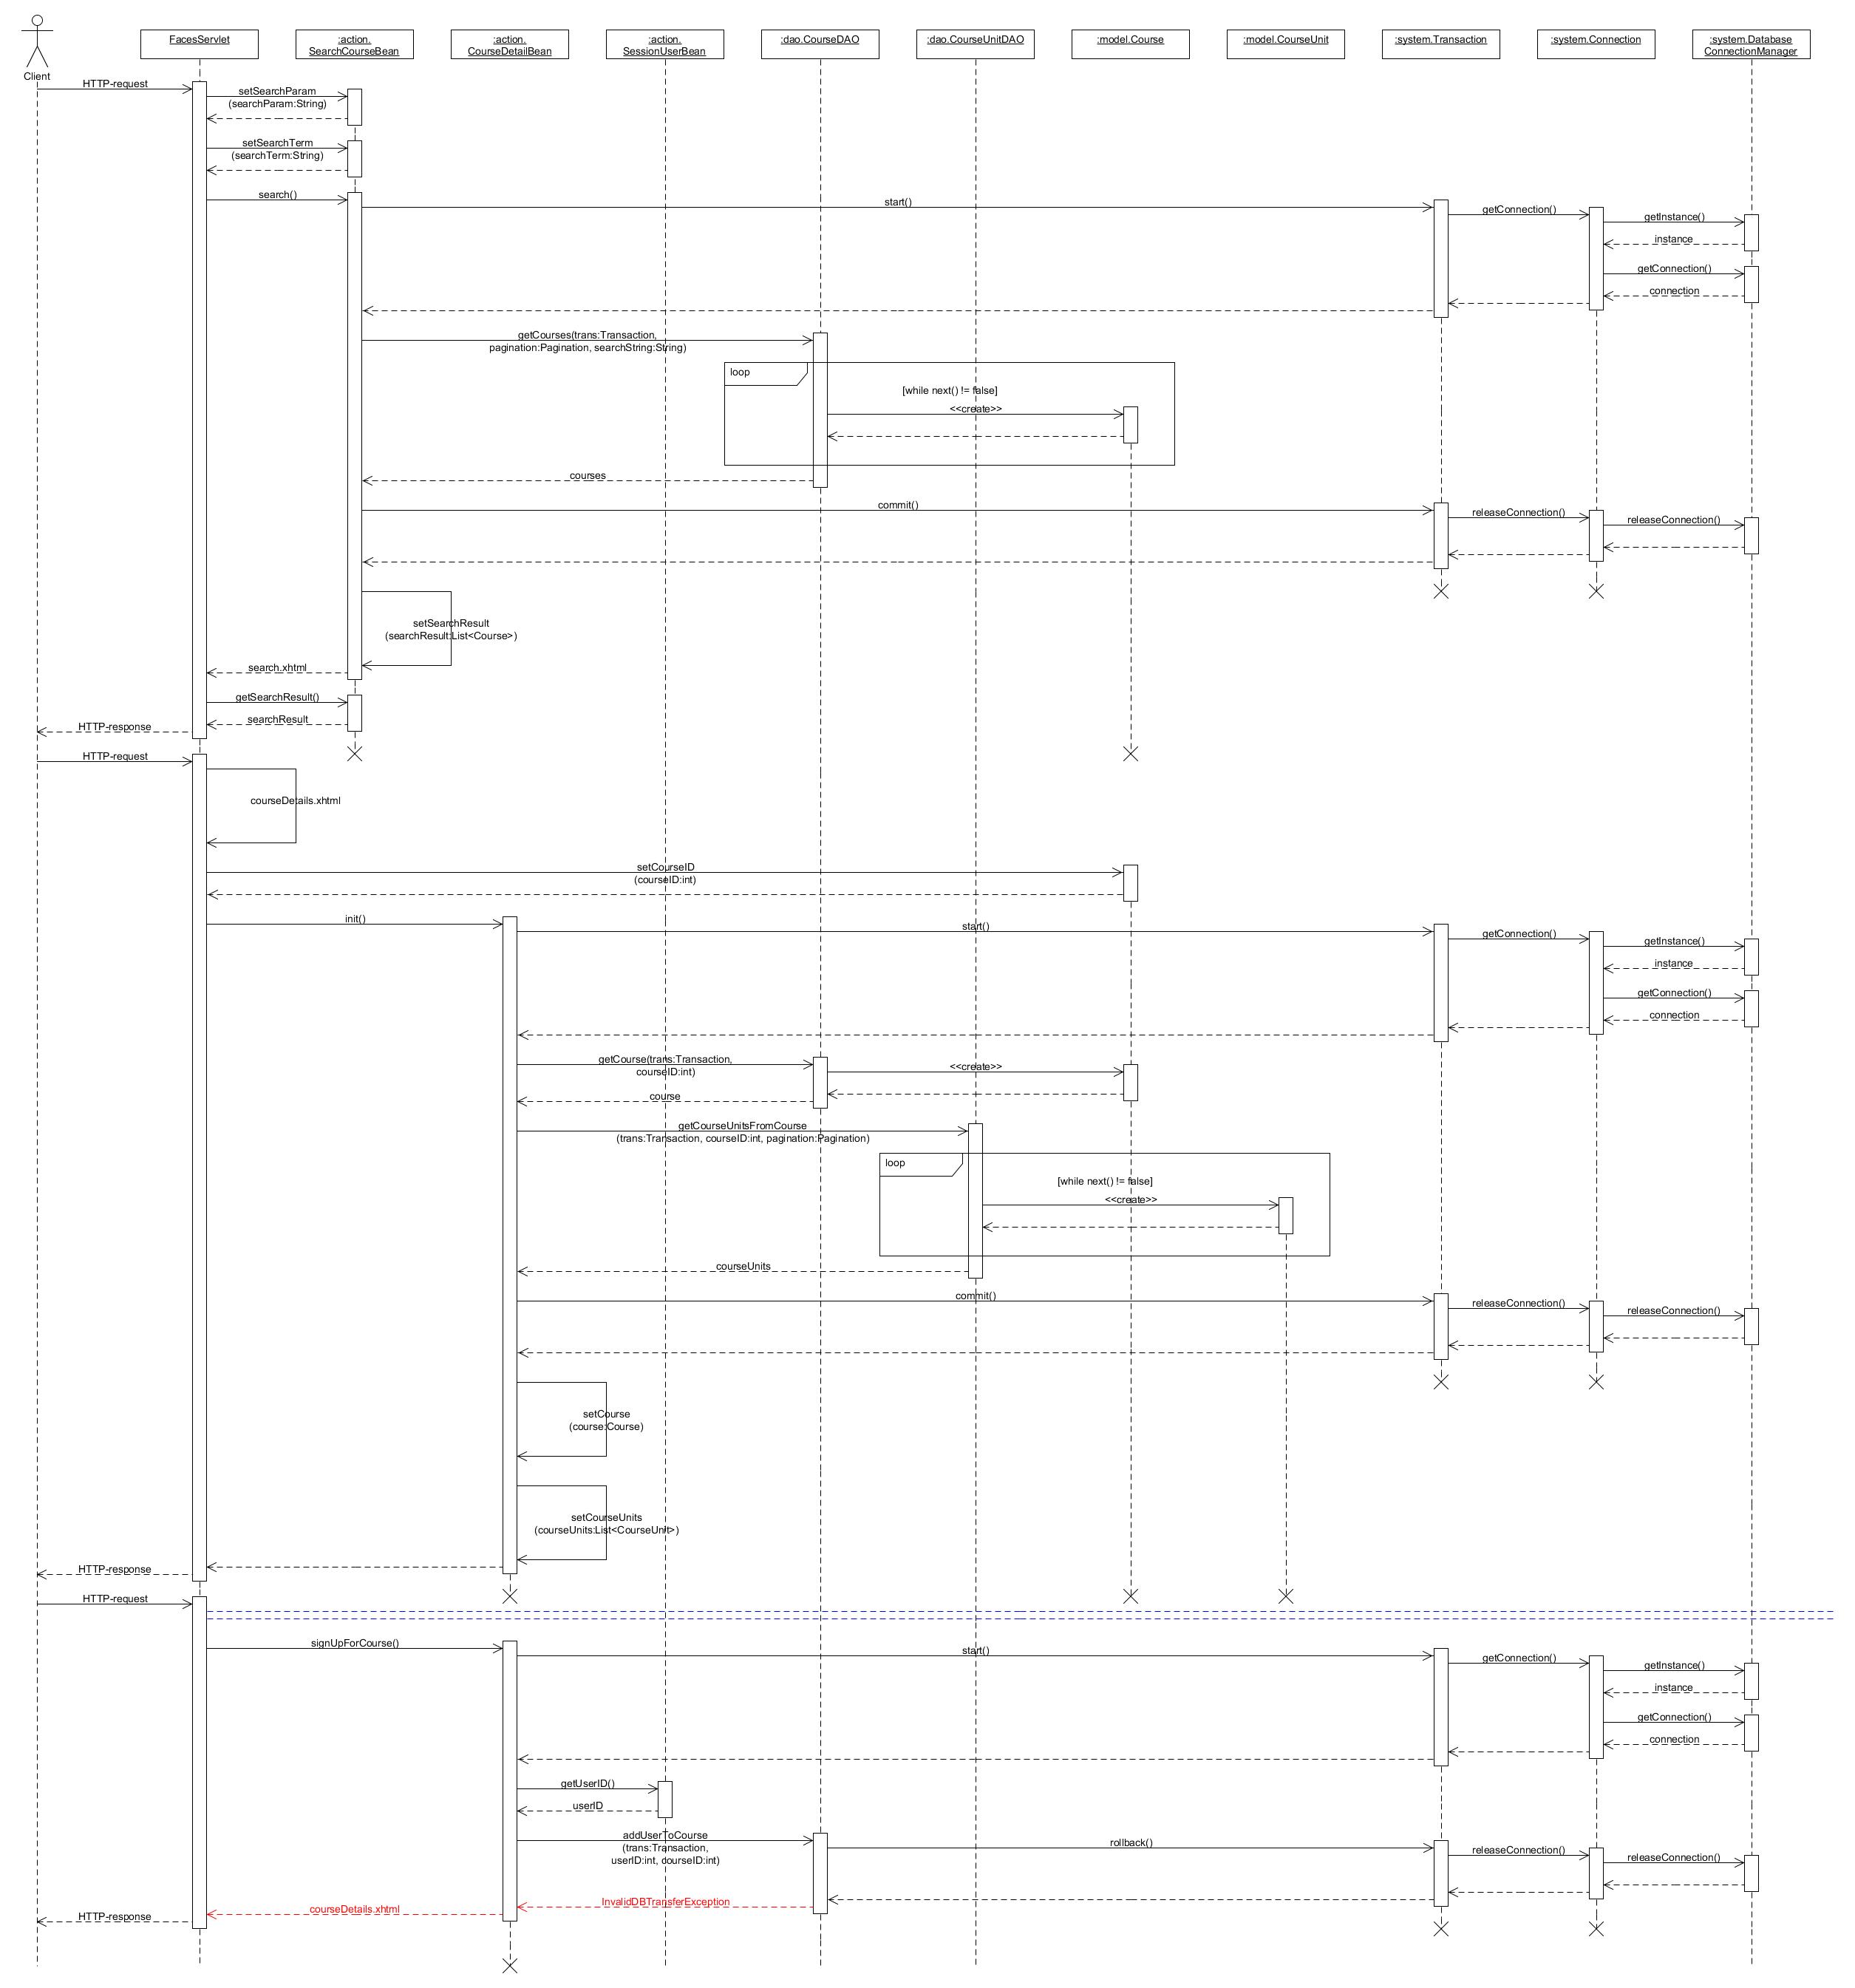 Client
FacesServlet
:action.
SearchCourseBean
:action.
CourseDetailBean
:action.
SessionUserBean
:dao.CourseDAO
:dao.CourseUnitDAO
:model.Course
:model.CourseUnit
:system.Transaction
:system.Connection
:system.Database
ConnectionManager
HTTP-request
setSearchParam
(searchParam:String)
setSearchTerm
(searchTerm:String)
search()
start()
getConnection()
getInstance()
instance
getConnection()
connection
getCourses(trans:Transaction,
pagination:Pagination, searchString:String)
loop
[while next() != false]
<<create>>
courses
commit()
releaseConnection()
releaseConnection()
setSearchResult
(searchResult:List<Course>)
search.xhtml
getSearchResult()
searchResult
HTTP-response
HTTP-request
courseDetails.xhtml
setCourseID
(courseID:int)
init()
start()
getConnection()
getInstance()
instance
getConnection()
connection
getCourse(trans:Transaction,
courseID:int)
<<create>>
course
getCourseUnitsFromCourse
(trans:Transaction, courseID:int, pagination:Pagination)
loop
[while next() != false]
<<create>>
courseUnits
commit()
releaseConnection()
releaseConnection()
setCourse
(course:Course)
setCourseUnits
(courseUnits:List<CourseUnit>)
HTTP-response
HTTP-request
signUpForCourse()
start()
getConnection()
getInstance()
instance
getConnection()
connection
getUserID()
userID
addUserToCourse
(trans:Transaction,
userID:int, courseID:int)
rollback()
releaseConnection()
releaseConnection()
InvalidDBTransferException
courseDetails.xhtml
HTTP-response